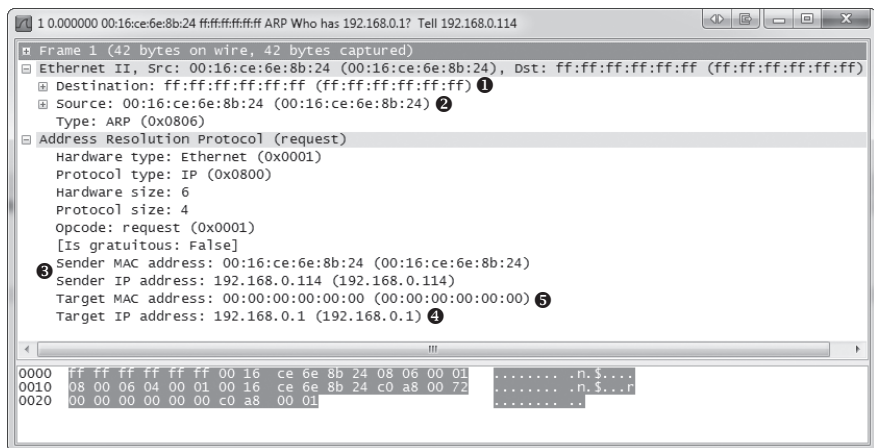 1 0.000000 00:16:ce:6e:8b:24 ff:ff:ff:ff:ff:ff ARP Who has 192.168.0.1? Tell 192.168.0.114
Frame 1 (42 bytes on wire, 42 bytes captured)
Ethernet II, Src: 00:16:ce:6e:8b:24 (00:16:ce:6e:8b:24), Dst: ff:ff:ff:ff:ff:ff (ff:ff:ff:ff:ff:ff)
Destination: ff:ff:ff:ff:ff:ff (ff:ff:ff:ff:ff:ff) ❶
Source: 00:16:ce:6e:8b:24 (00:16:ce:6e:8b:24) ❷
Type: ARP (0x0806)
Address Resolution Protocol (request)
Hardware type: Ethernet (0x0001)
Protocol type: IP (0x0800)
Hardware size: 6
Protocol size: 4
Opcode: request (0x0001)
[Is gratuitous: False]
❸ Sender MAC address: 00:16:ce:6e:8b:24 (00:16:ce:6e:8b:24)
Sender IP address: 192.168.0.114 (192.168.0.114)
Target MAC address: 00:00:00:00:00:00 (00:00:00:00:00:00) ❺
Target IP address: 192.168.0.1 (192.168.0.1) ❹
0000 ff ff ff ff ff ff 00 16 ce 6e 8b 24 08 06 00 01 ........ .n.$....
0010 08 00 06 04 00 01 00 16 ce 6e 8b 24 c0 a8 00 72 ........ .n.$...r
0020 00 00 00 00 00 00 c0 a8 00 01 ........ ..